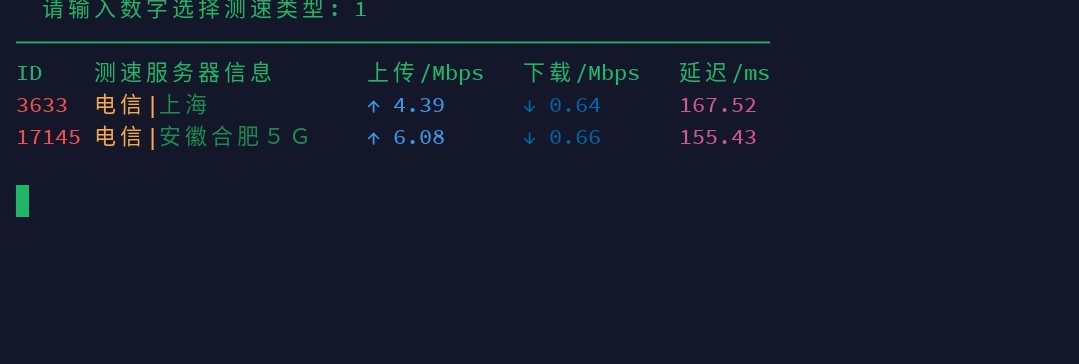 请输入数字选择测速类型: 1
ID 测速服务器信息 上传/Mbps 下载/Mbps 延迟/ms
3633 电信|上海 ↑ 4.39 ↓ 0.64 167.52
17145 电信|安徽合肥５Ｇ ↑ 6.08 ↓ 0.66 155.43